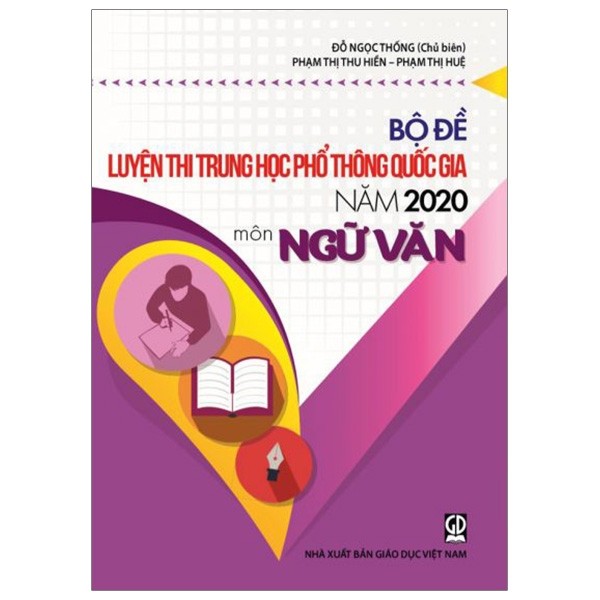 ĐỖ NGỌC THỐNG (Chủ biên)
PHẠM THỊ THU HIỀN – PHẠM THỊ HUỆ
BỘ ĐỀ
LUYỆN THI TRUNG HỌC PHỔ THÔNG QUỐC GIA
NĂM 2020
môn NGỮ VĂN
GD
NHÀ XUẤT BẢN GIÁO DỤC VIỆT NAM